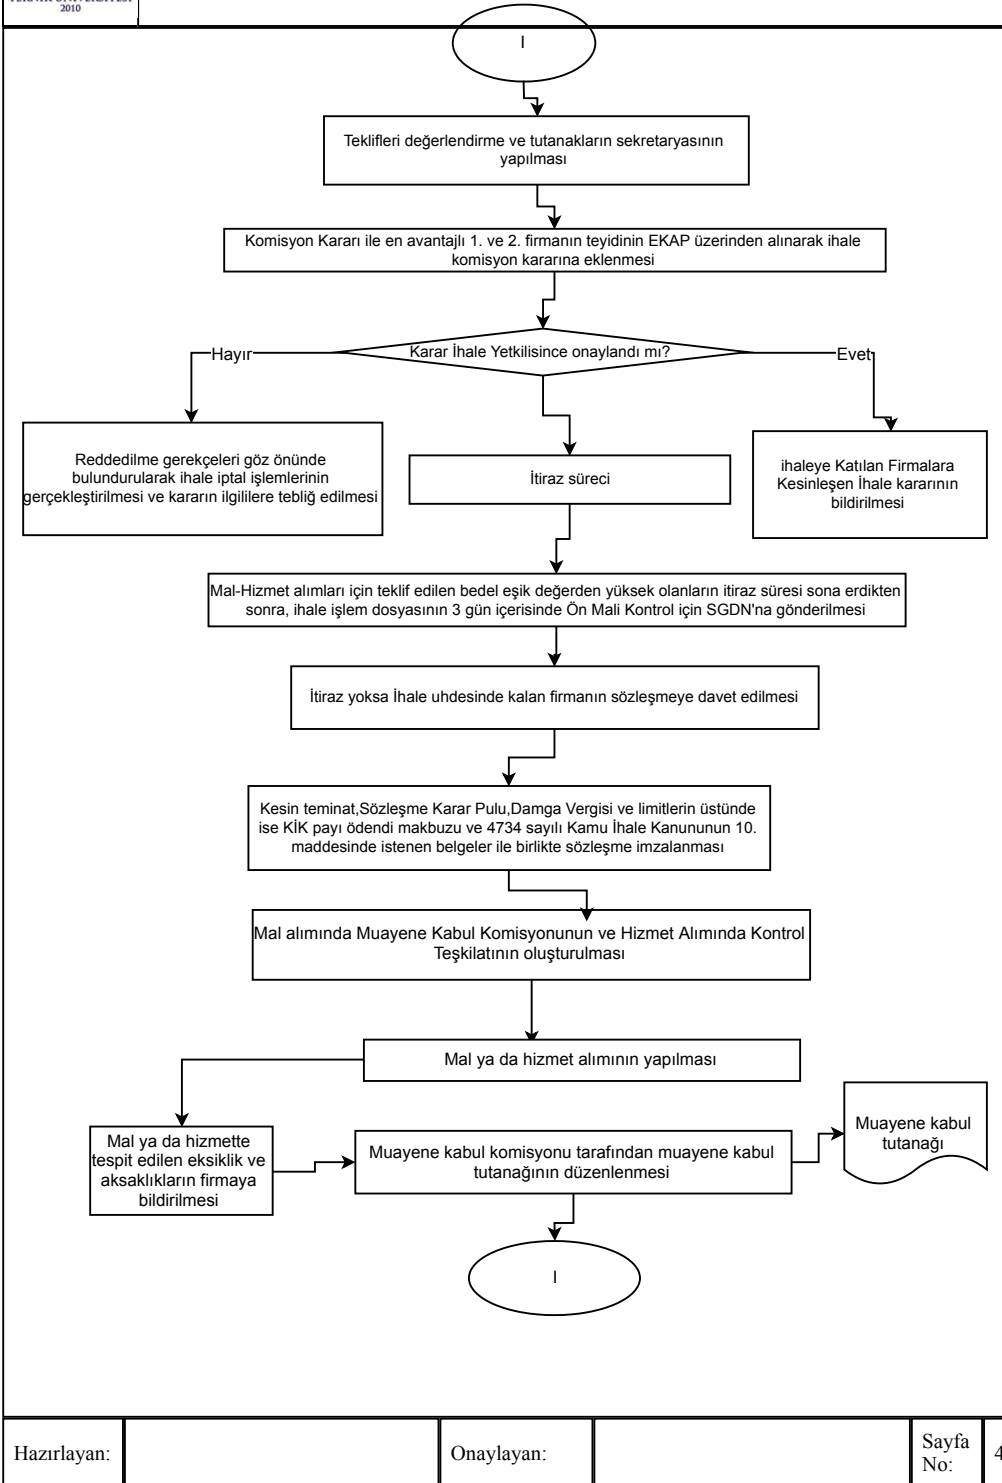 2010
I
Teklifleri değerlendirme ve tutanakların sekretaryasının
yapılması
Komisyon Kararı ile en avantajlı 1. ve 2. firmanın teyidinin EKAP üzerinden alınarak ihale
komisyon kararına eklenmesi
Karar İhale Yetkilisince onaylandı mı?
Hayır
Evet
Reddedilme gerekçeleri göz önünde
bulundurularak ihale iptal işlemlerinin
gerçekleştirilmesi ve kararın ilgililere tebliğ edilmesi
İtiraz süreci
ihaleye Katılan Firmalara
Kesinleşen İhale kararının
bildirilmesi
Mal-Hizmet alımları için teklif edilen bedel eşik değerden yüksek olanların itiraz süresi sona erdikten
sonra, ihale işlem dosyasının 3 gün içerisinde Ön Mali Kontrol için SGDN'na gönderilmesi
İtiraz yoksa İhale uhdesinde kalan firmanın sözleşmeye davet edilmesi
Kesin teminat,Sözleşme Karar Pulu,Damga Vergisi ve limitlerin üstünde
ise KİK payı ödendi makbuzu ve 4734 sayılı Kamu İhale Kanununun 10.
maddesinde istenen belgeler ile birlikte sözleşme imzalanması
Mal alımında Muayene Kabul Komisyonunun ve Hizmet Alımında Kontrol
Teşkilatının oluşturulması
Mal ya da hizmet alımının yapılması
Mal ya da hizmette
tespit edilen eksiklik ve
aksaklıkların firmaya
bildirilmesi
Muayene kabul komisyonu tarafından muayene kabul
tutanağının düzenlenmesi
Muayene kabul
tutanağı
I
Hazırlayan:
Onaylayan:
Sayfa
No:
4